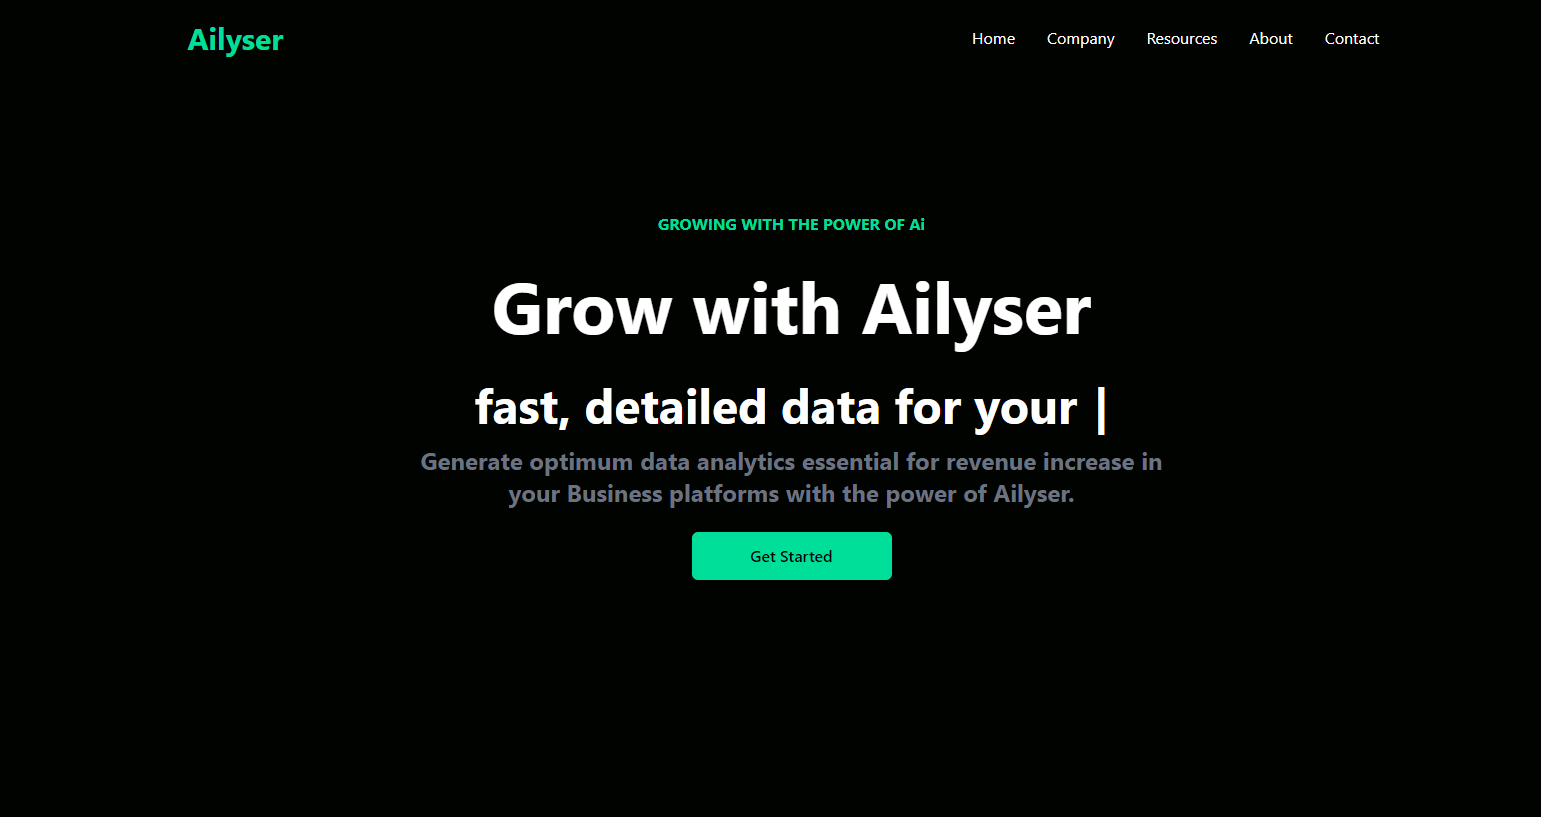 Ailyser
Home Company Resources About Contact
GROWING WITH THE POWER OF Ai
Grow with Ailyser
fast, detailed data for your |
Generate optimum data analytics essential for revenue increase in
your Business platforms with the power of Ailyser.
Get Started